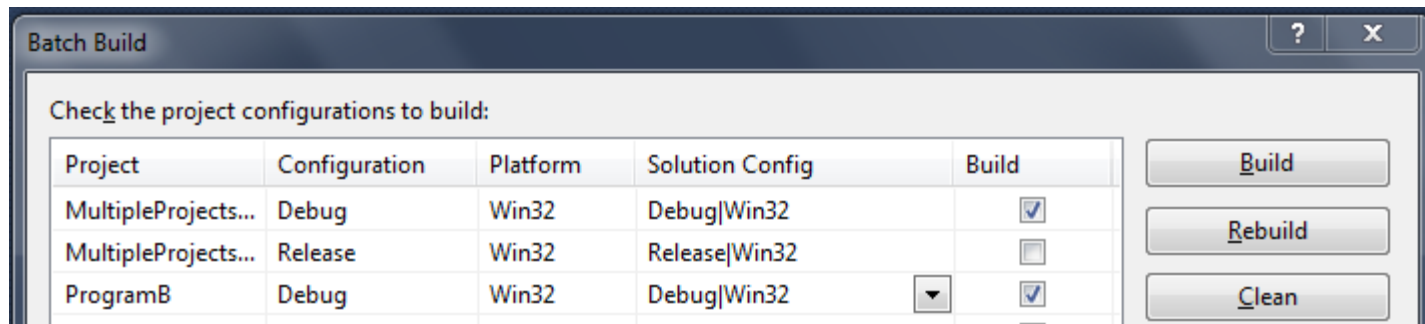 Batch Build
? x
Check the project configurations to build:
Project Configuration Platform Solution Config Build
Build
MultipleProjects... Debug Win32 Debug|Win32
MultipleProjects... Release Win32 Release|Win32
Rebuild
ProgramB Debug Win32 Debug|Win32
Clean